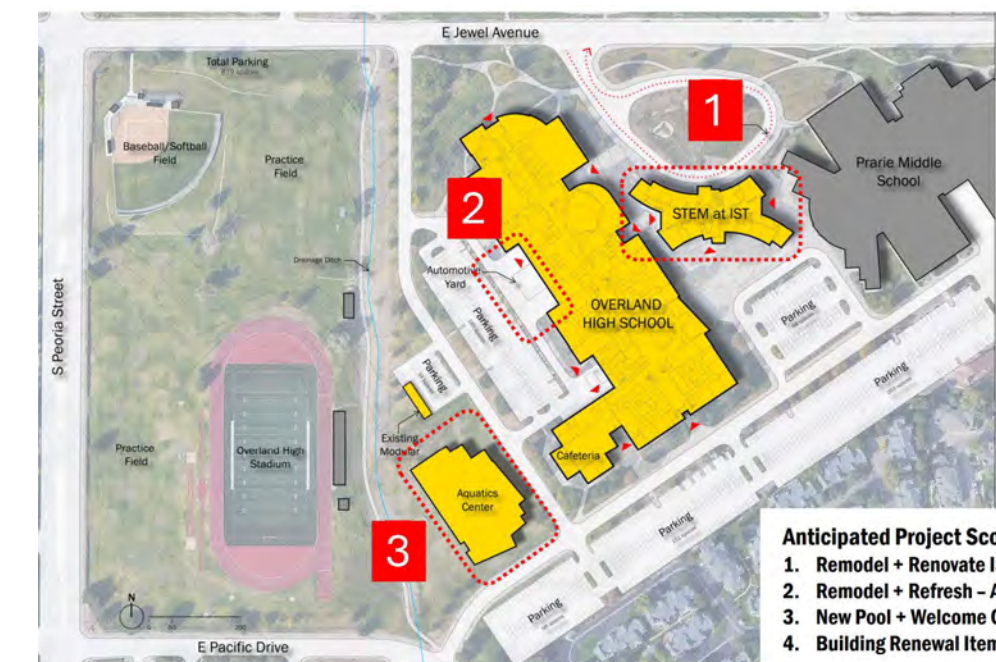 E Jewel Avenue
Total Parking
1
Baseball/Softball
Field
Practice
Field
Prarie Middle
School
2
STEM at IST
Drainage Ditch
Automotive
Yard
S Peoria Street
OVERLAND
HIGH SCHOOL
Parking
Parking
Parking
Parking
Existing
Modular
Practice
Field
Overland High
Stadium
Cafeteria
Aquatics
Center
Parking
3
Parking
N
E Pacific Drive
Anticipated Project Sco
1. Remodel + Renovate I
2. Remodel + Refresh – A
3. New Pool + Welcome C
4. Building Renewal Item